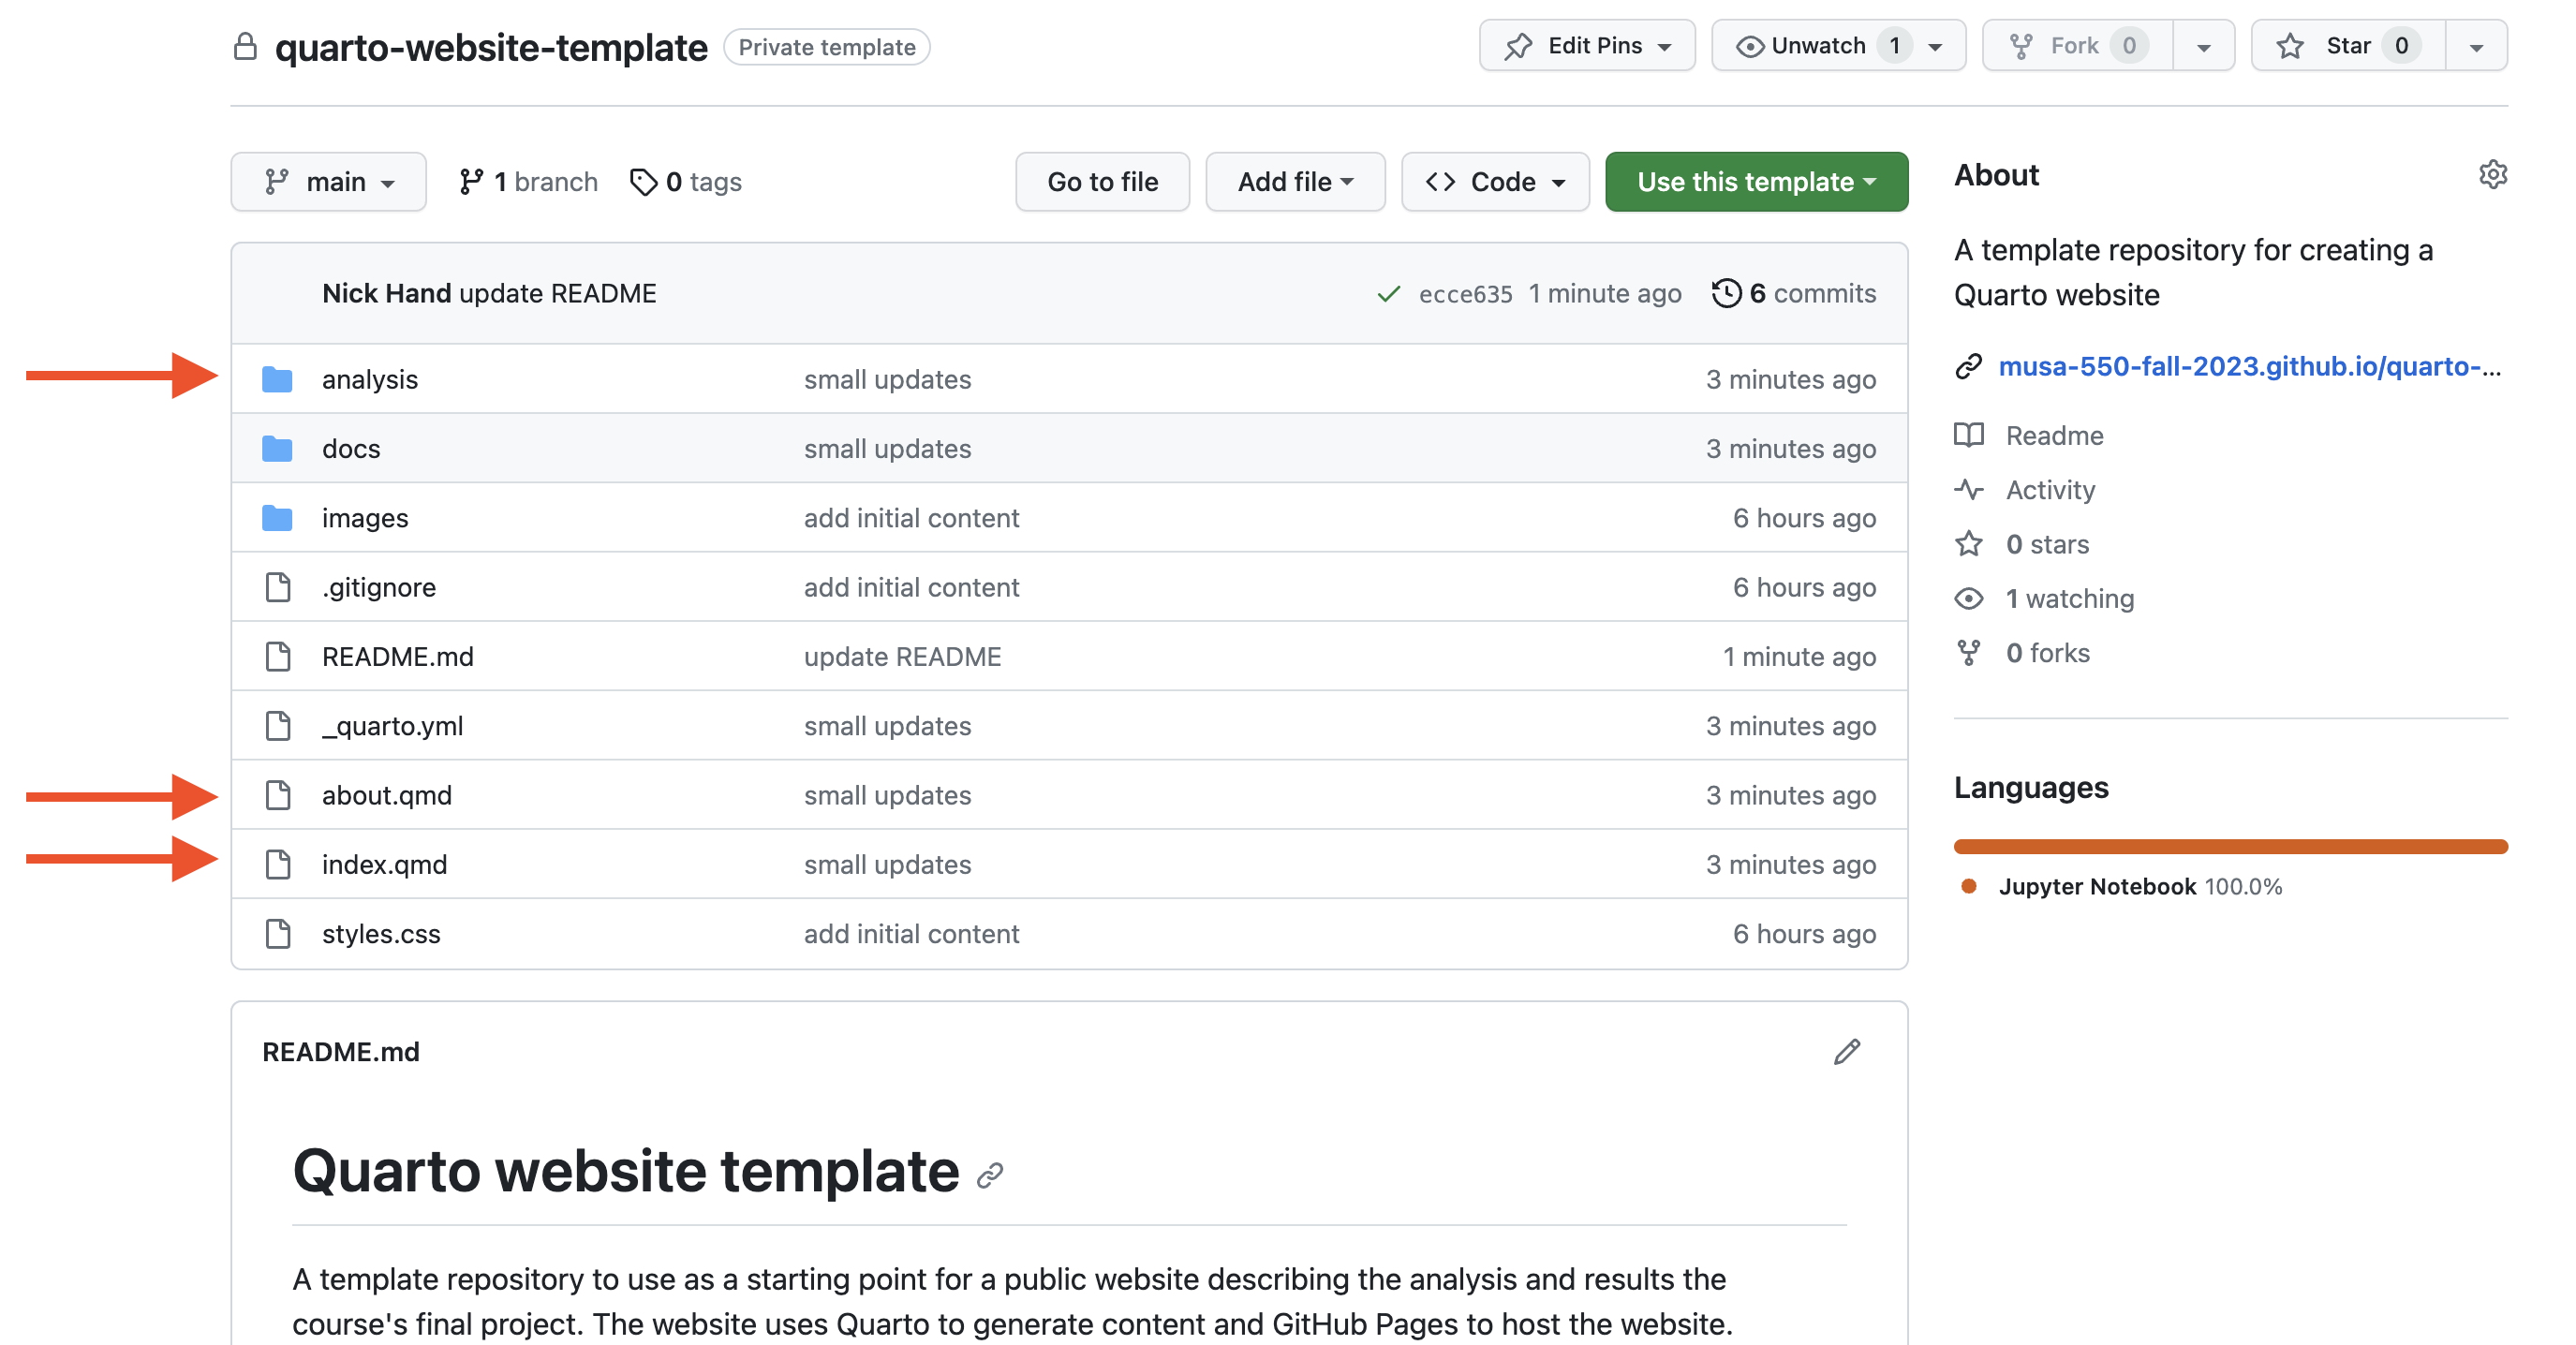 quarto-website-template Private template Edit Pins Unwatch 1 Fork 0 Star 0
main 1 branch 0 tags Go to file Add file Code Use this template
Nick Hand update README ecce635 1 minute ago 6 commits
analysis small updates 3 minutes ago
docs small updates 3 minutes ago
images add initial content 6 hours ago
.gitignore add initial content 6 hours ago
README.md update README 1 minute ago
_quarto.yml small updates 3 minutes ago
about.qmd small updates 3 minutes ago
index.qmd small updates 3 minutes ago
styles.css add initial content 6 hours ago
README.md
Quarto website template
A template repository to use as a starting point for a public website describing the analysis and results the
course's final project. The website uses Quarto to generate content and GitHub Pages to host the website.
About
A template repository for creating a
Quarto website
musa-550-fall-2023.github.io/quarto-...
Readme
Activity
0 stars
1 watching
0 forks
Languages
Jupyter Notebook 100.0%